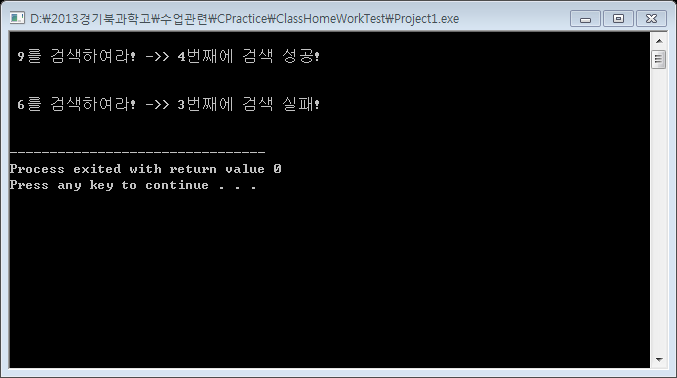 D:\2013경기북과학고\수업관련\CPractice\ClassHomeWorkTest\Project1.exe
9를 검색하여라! ->> 4번째에 검색 성공!
6를 검색하여라! ->> 3번째에 검색 실패!
--------------------------------
Process exited with return value 0
Press any key to continue . . .